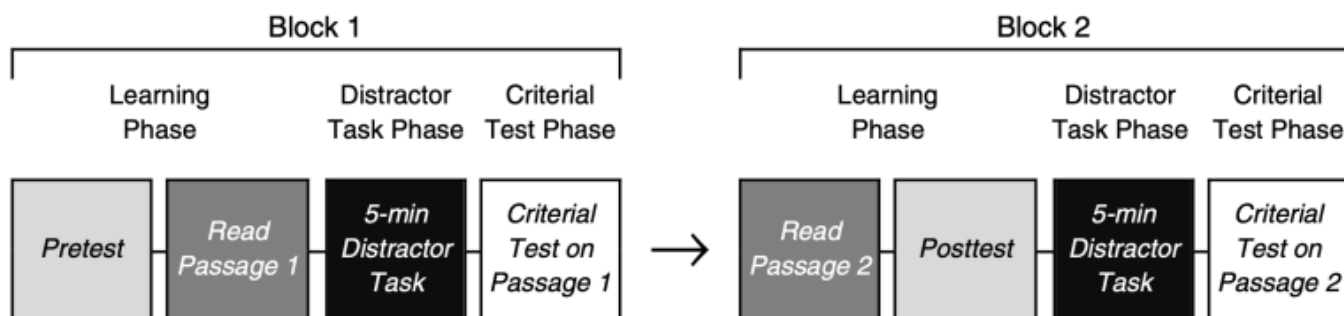 Block 1
Block 2
Learning
Phase
Distractor
Task Phase
Criterial
Test Phase
Learning
Phase
Distractor
Task Phase
Criterial
Test Phase
Pretest
Read
Passage 1
5-min
Distractor
Task
Criterial
Test on
Passage 1
Read
Passage 2
Posttest
5-min
Distractor
Task
Criterial
Test on
Passage 2